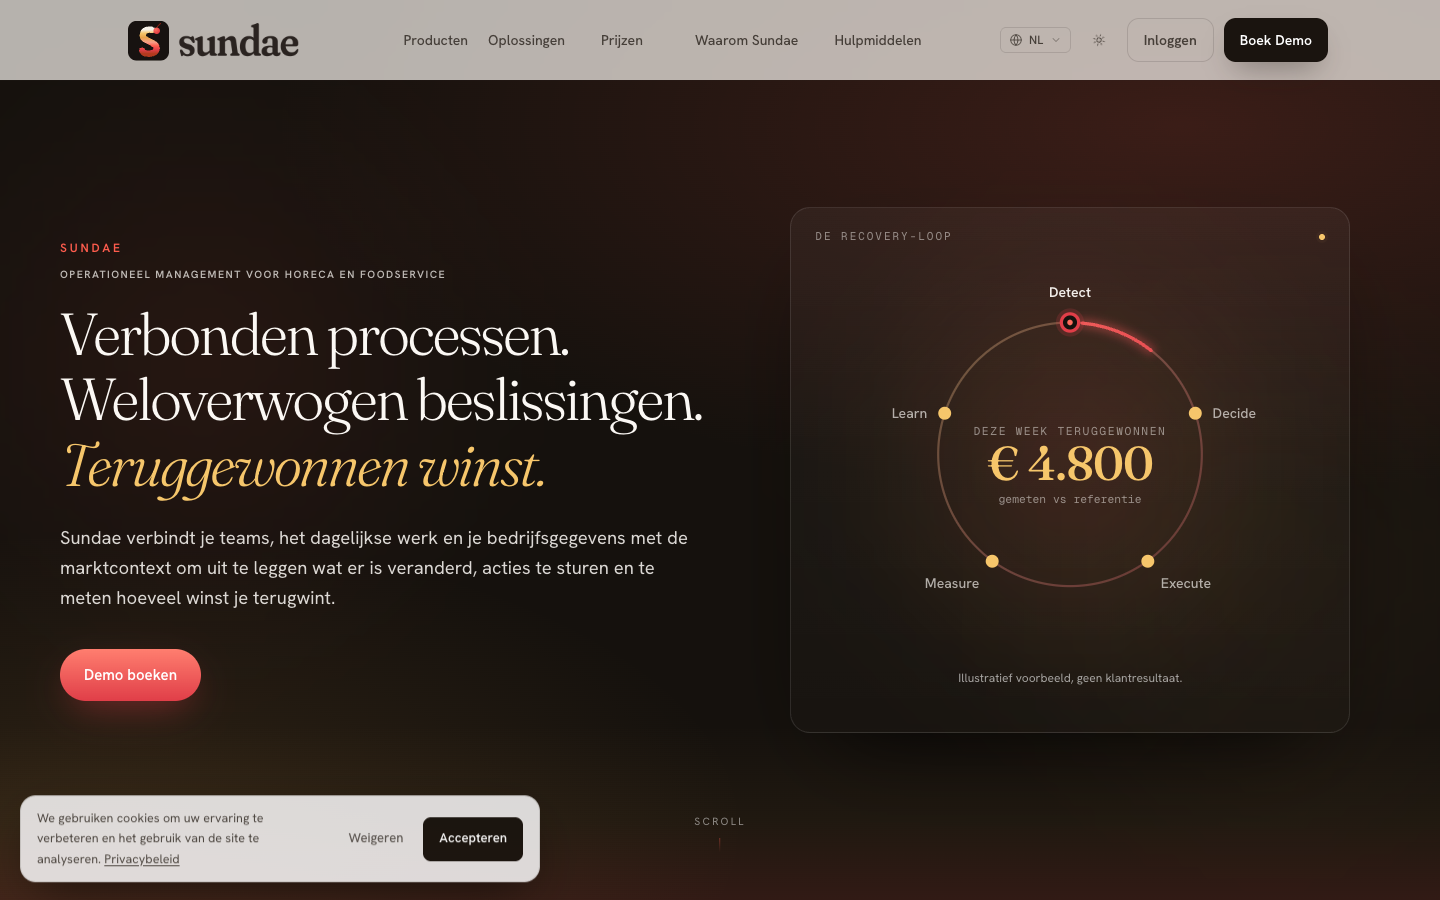 sundae
Producten
Oplossingen
Prijzen
Waarom Sundae
Hulpmiddelen
NL
Inloggen
Boek Demo
SUNDAE
OPERATIONEEL MANAGEMENT VOOR HORECA EN FOODSERVICE
Verbonden processen.
Weloverwogen beslissingen.
Teruggewonnen winst.
Sundae verbindt je teams, het dagelijkse werk en je bedrijfsgegevens met de
marktcontext om uit te leggen wat er is veranderd, acties te sturen en te
meten hoeveel winst je terugwint.
Demo boeken
DE RECOVERY-LOOP
Detect
Learn
Decide
DEZE WEEK TERUGGEWONNEN
€ 4.800
gemeten vs referentie
Measure
Execute
Illustratief voorbeeld, geen klantresultaat.
SCROLL
We gebruiken cookies om uw ervaring te
verbeteren en het gebruik van de site te
analyseren. Privacybeleid
Weigeren
Accepteren